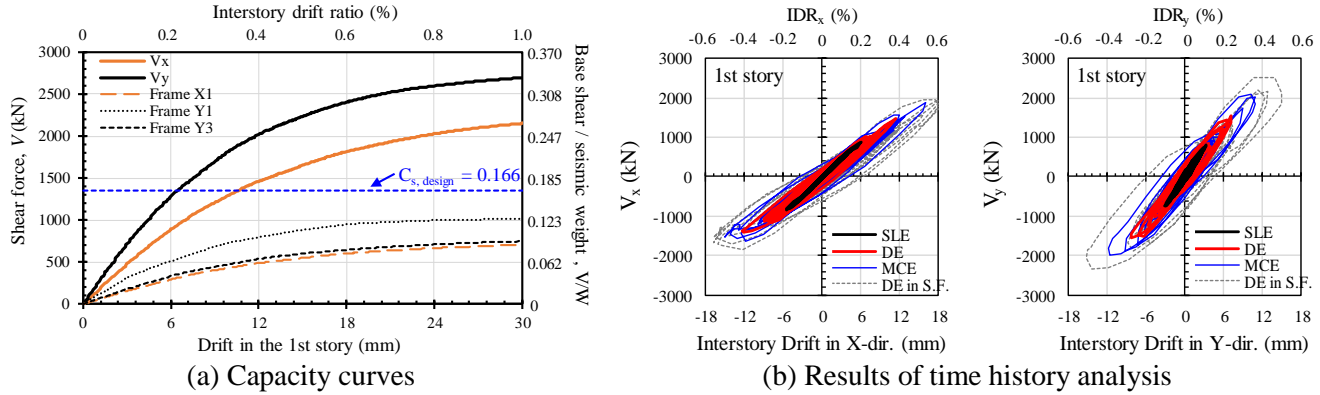 Interstory drift ratio (%)
0 0.2 0.4 0.6 0.8 1.0
3000
2500
2000
1500
1000
500
0
Shear force, V (kN)
Vx
Vy
Frame X1
Frame Y1
Frame Y3
C_s, design = 0.166
0.370
0.308
0.247
0.185
0.123
0.062
0
Base shear / seismic weight , V/W
0 6 12 18 24 30
Drift in the 1st story (mm)
(a) Capacity curves
IDR_x (%)
-0.6 -0.4 -0.2 0 0.2 0.4 0.6
1st story
3000
2000
1000
0
-1000
-2000
-3000
V_x (kN)
SLE
DE
MCE
DE in S.F.
-18 -12 -6 0 6 12 18
Interstory Drift in X-dir. (mm)
IDR_y (%)
-0.6 -0.4 -0.2 0 0.2 0.4 0.6
1st story
3000
2000
1000
0
-1000
-2000
-3000
V_y (kN)
SLE
DE
MCE
DE in S.F.
-18 -12 -6 0 6 12 18
Interstory Drift in Y-dir. (mm)
(b) Results of time history analysis